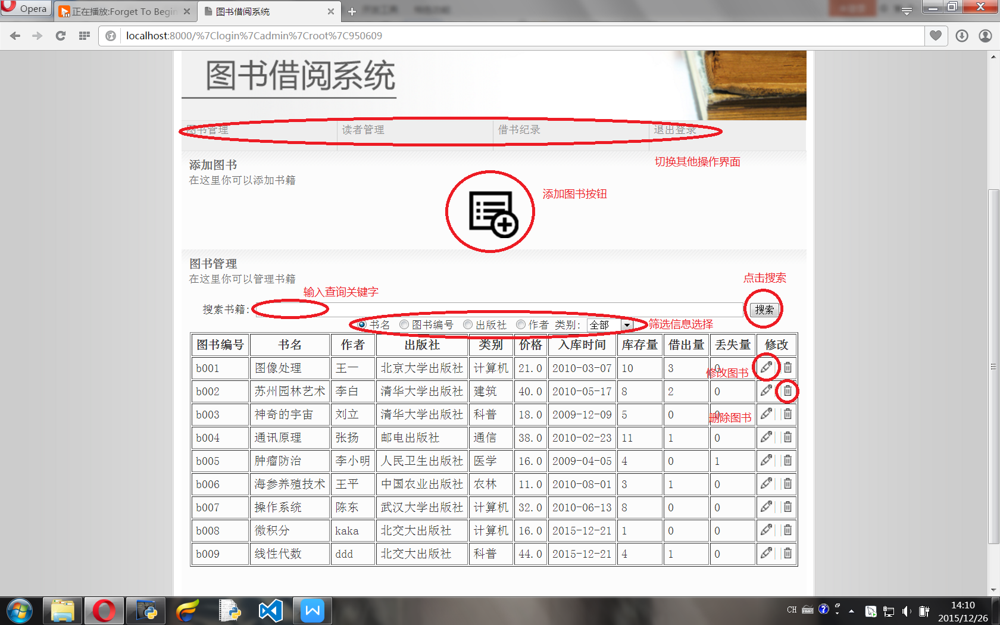 Opera
正在播放:Forget To Begin
图书借阅系统
localhost:8000/%7Clogin%7Cadmin%7Croot%7C950609
图书借阅系统
图书管理 读者管理 借书纪录 退出登录
切换其他操作界面
添加图书
在这里你可以添加书籍
添加图书按钮
图书管理
在这里你可以管理书籍
点击搜索
输入查询关键字
搜索书籍: 搜索
书名 图书编号 出版社 作者 类别: 全部 筛选信息选择
图书编号 书名 作者 出版社 类别 价格 入库时间 库存量 借出量 丢失量 修改
b001 图像处理 王一 北京大学出版社 计算机 21.0 2010-03-07 10 3 0
修改图书
b002 苏州园林艺术 李白 清华大学出版社 建筑 40.0 2010-05-17 8 2 0
b003 神奇的宇宙 刘立 清华大学出版社 科普 18.0 2009-12-09 5 0 0
删除图书
b004 通讯原理 张扬 邮电出版社 通信 38.0 2010-02-23 11 1 0
b005 肿瘤防治 李小明 人民卫生出版社 医学 16.0 2009-04-05 4 0 1
b006 海参养殖技术 王平 中国农业出版社 农林 11.0 2010-08-01 3 1 0
b007 操作系统 陈东 武汉大学出版社 计算机 32.0 2010-06-13 8 0 0
b008 微积分 kaka 北交大出版社 计算机 16.0 2015-12-21 1 0 0
b009 线性代数 ddd 北交大出版社 科普 44.0 2015-12-21 4 1 0
CH
14:10
2015/12/26